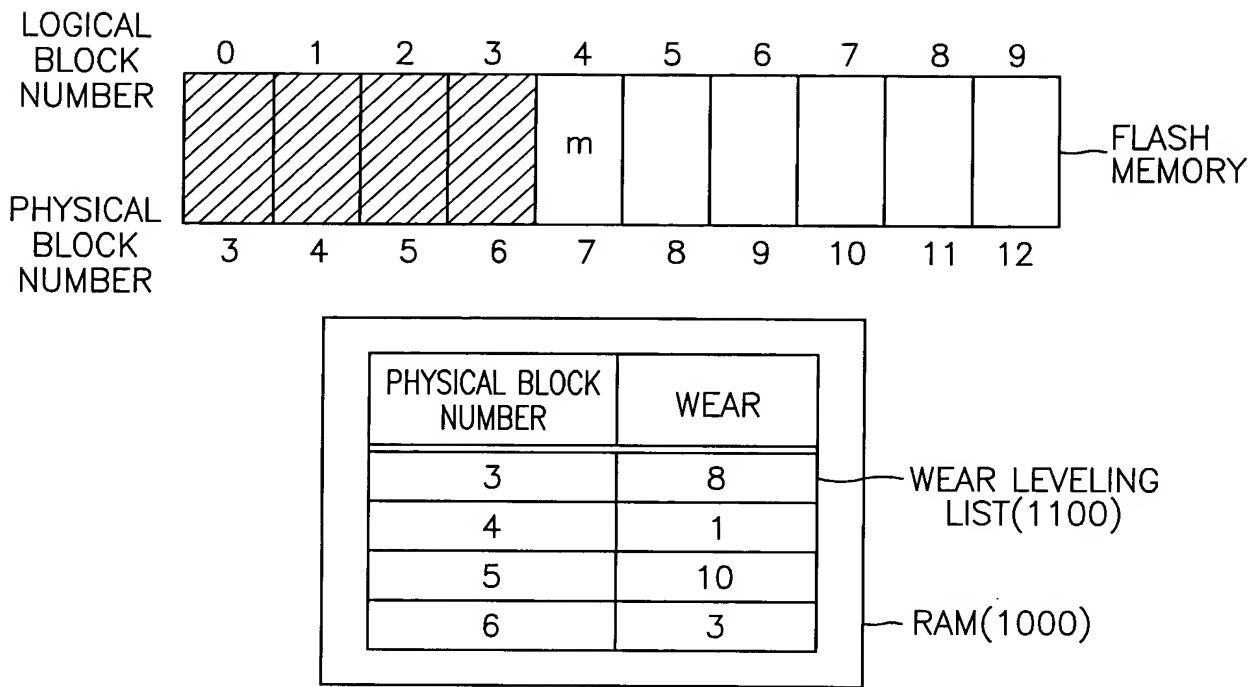 LOGICAL
BLOCK
NUMBER
0 1 2 3 4 5 6 7 8 9
m
FLASH
MEMORY
PHYSICAL
BLOCK
NUMBER
3 4 5 6 7 8 9 10 11 12
PHYSICAL BLOCK
NUMBER
WEAR
3 8
4 1
5 10
6 3
WEAR LEVELING
LIST(1100)
RAM(1000)